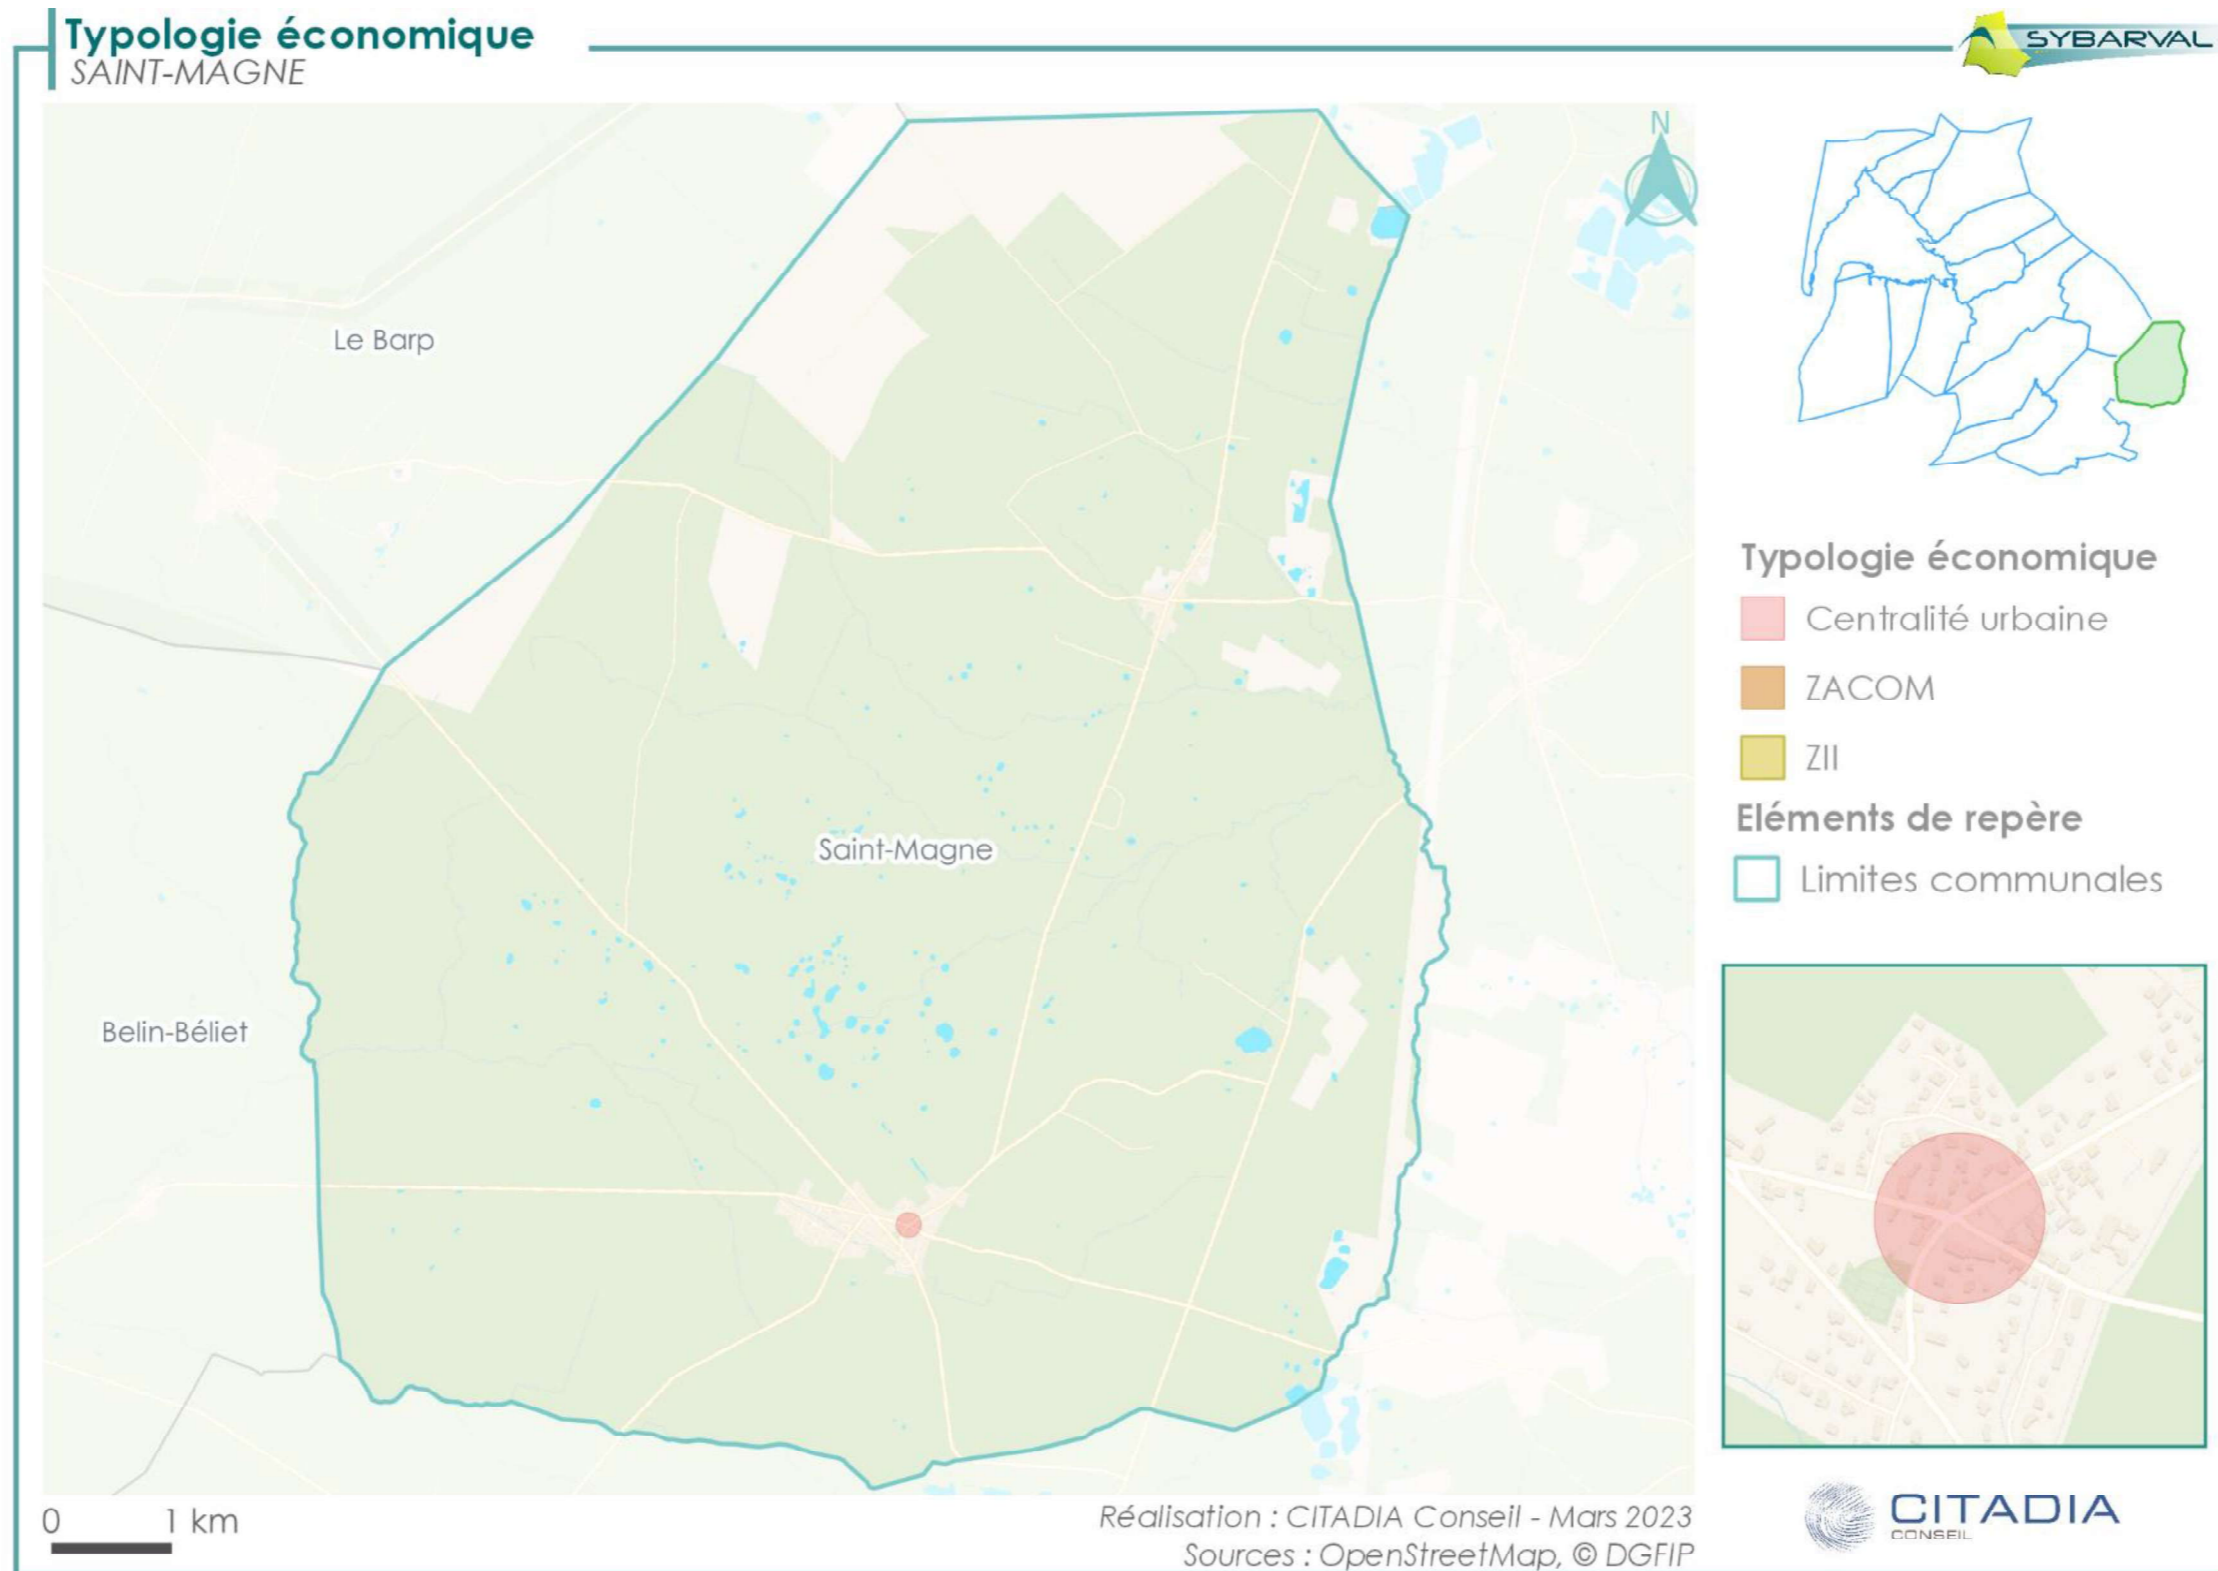 Typologie économique
SAINT-MAGNE
SYBARVAL
N
Le Barp
Saint-Magne
Belin-Béliet
Typologie économique
Centralité urbaine
ZACOM
ZII
Eléments de repère
Limites communales
0 1 km
Réalisation : CITADIA Conseil - Mars 2023
Sources : OpenStreetMap, © DGFIP
CITADIA
CONSEIL